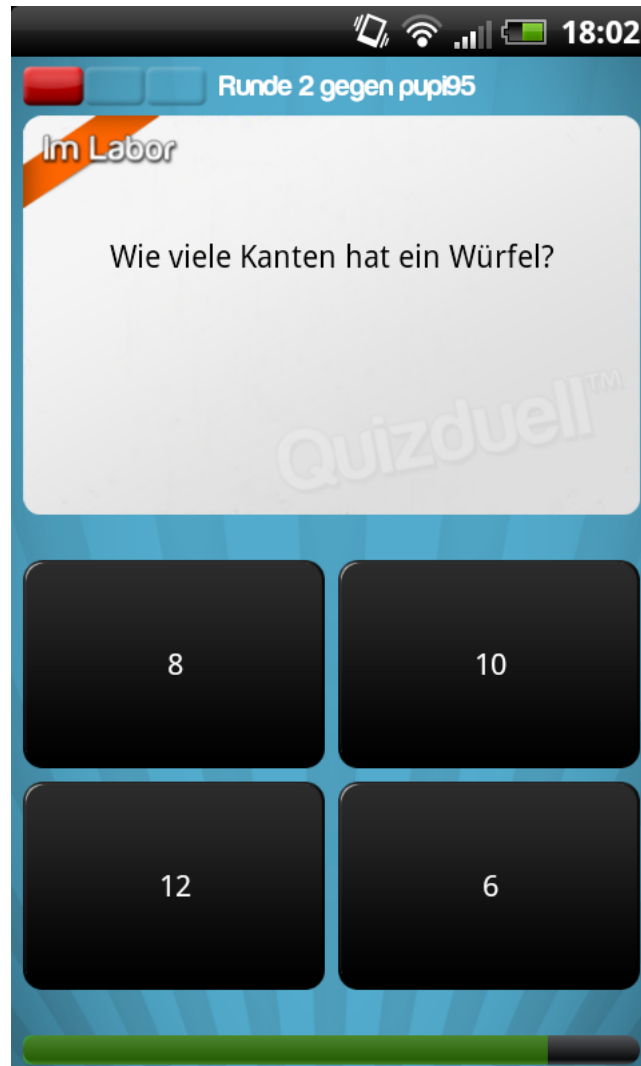 18:02
Runde 2 gegen pupi95
Im Labor
Wie viele Kanten hat ein Würfel?
Quizduell™
8
10
12
6